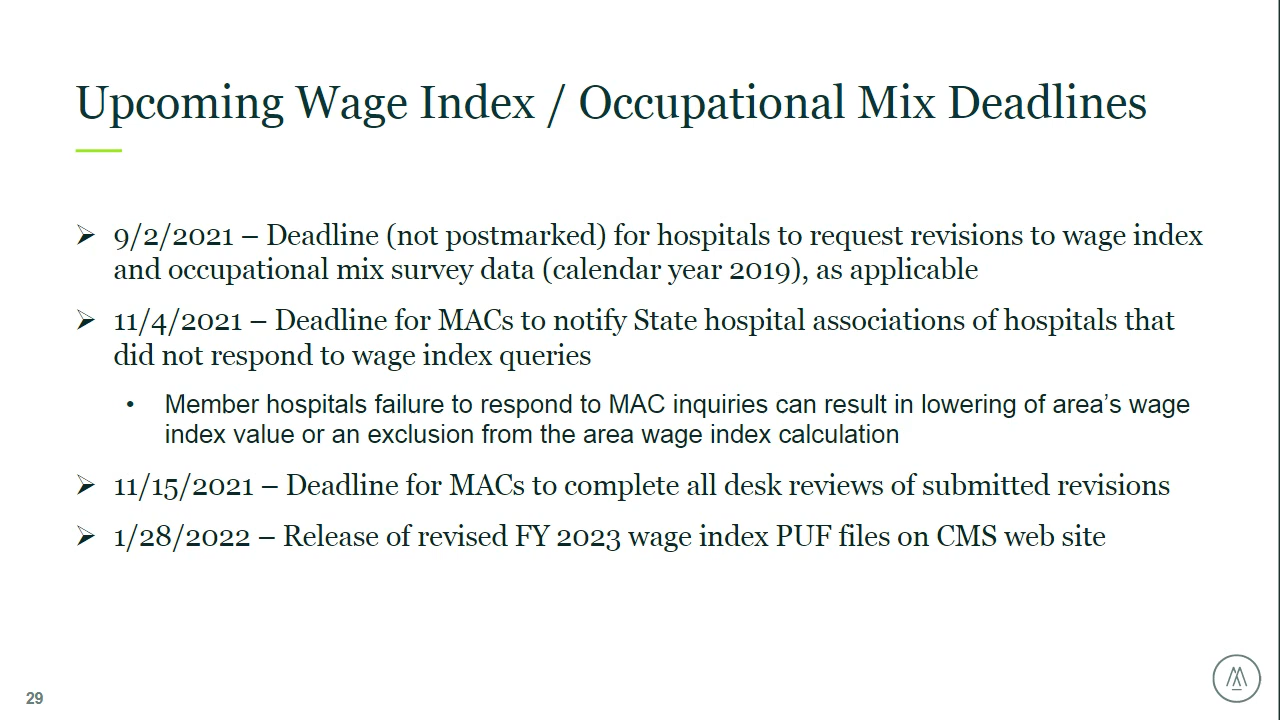 Upcoming Wage Index / Occupational Mix Deadlines
➢ 9/2/2021 – Deadline (not postmarked) for hospitals to request revisions to wage index
and occupational mix survey data (calendar year 2019), as applicable
➢ 11/4/2021 – Deadline for MACs to notify State hospital associations of hospitals that
did not respond to wage index queries
• Member hospitals failure to respond to MAC inquiries can result in lowering of area’s wage
index value or an exclusion from the area wage index calculation
➢ 11/15/2021 – Deadline for MACs to complete all desk reviews of submitted revisions
➢ 1/28/2022 – Release of revised FY 2023 wage index PUF files on CMS web site
29